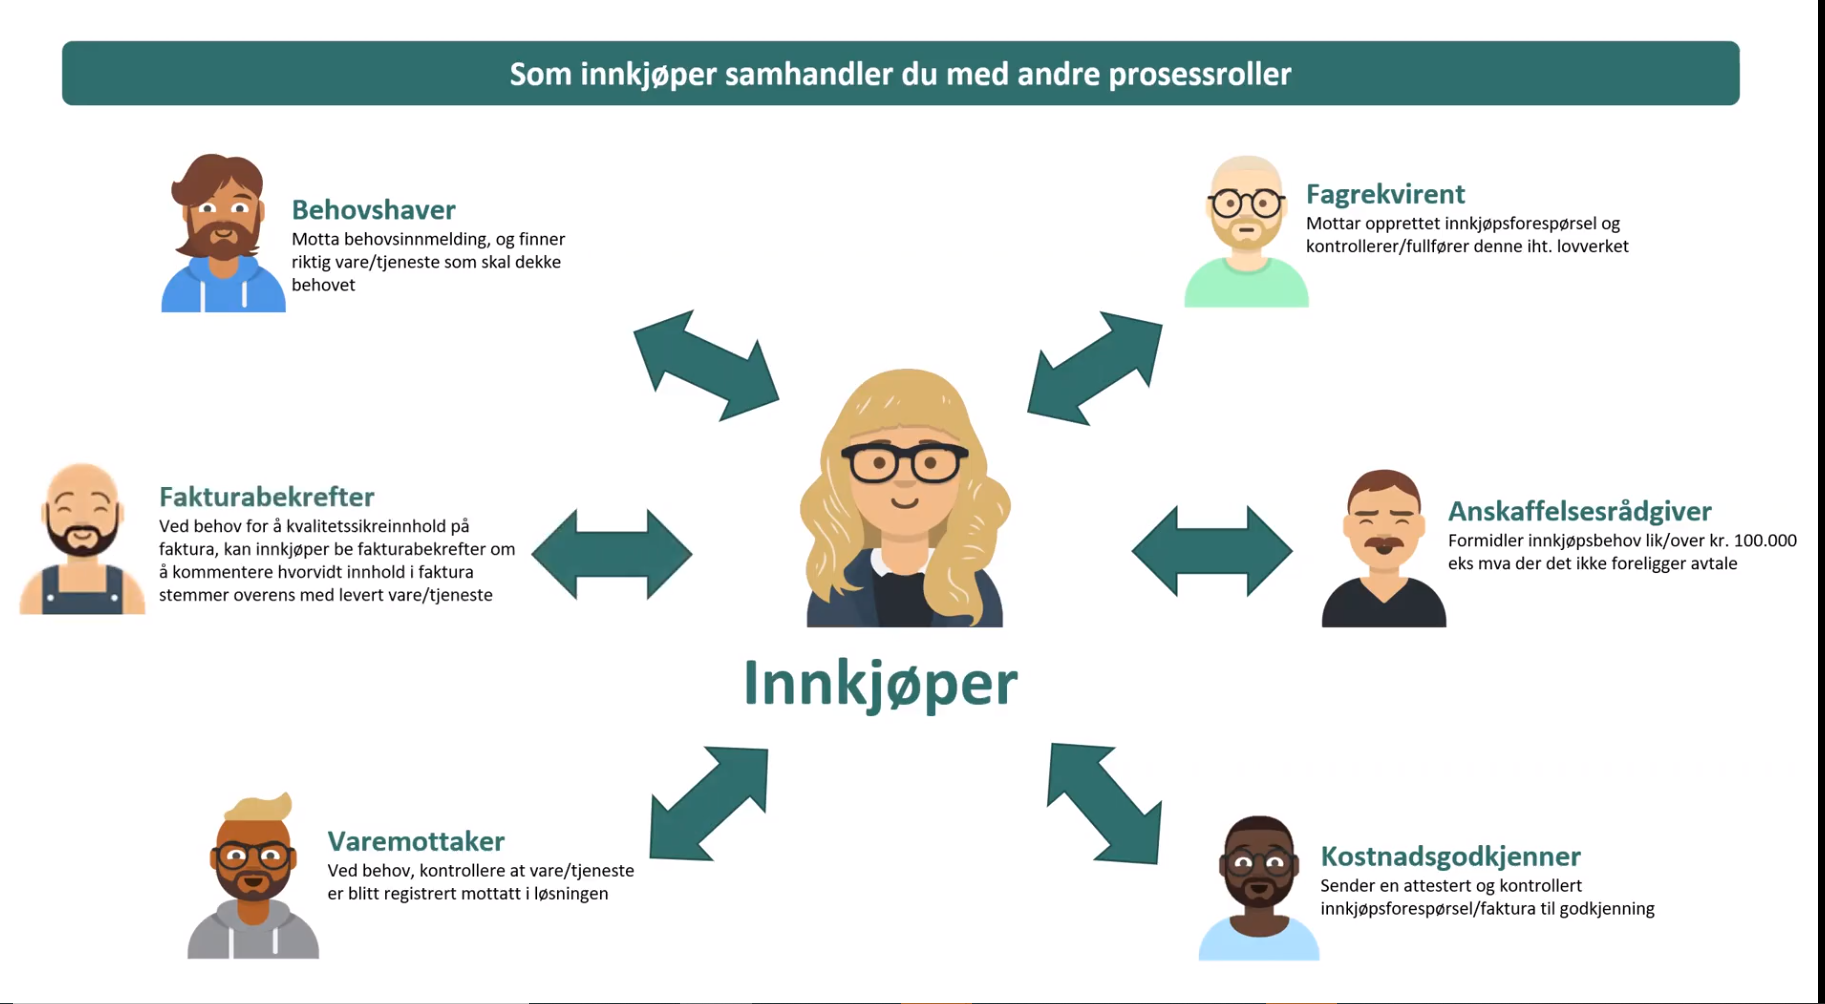 Som innkjøper samhandler du med andre prosessroller
Behovshaver
Motta behovsinnmelding, og finner
riktig vare/tjeneste som skal dekke
behovet
Fagrekvirent
Mottar opprettet innkjøpsforespørsel og
kontrollerer/fullfører denne iht. lovverket
Fakturabekrefter
Ved behov for å kvalitetssikreinnhold på
faktura, kan innkjøper be fakturabekrefter om
å kommentere hvorvidt innhold i faktura
stemmer overens med levert vare/tjeneste
Anskaffelsesrådgiver
Formidler innkjøpsbehov lik/over kr. 100.000
eks mva der det ikke foreligger avtale
Innkjøper
Varemottaker
Ved behov, kontrollere at vare/tjeneste
er blitt registrert mottatt i løsningen
Kostnadsgodkjenner
Sender en attestert og kontrollert
innkjøpsforespørsel/faktura til godkjenning